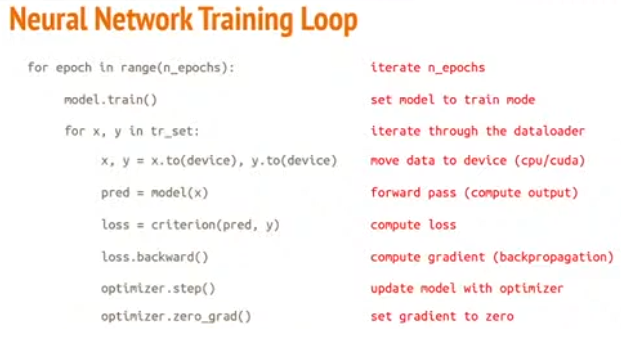 Neural Network Training Loop
for epoch in range(n_epochs): iterate n_epochs
model.train() set model to train mode
for x, y in tr_set: iterate through the dataloader
x, y = x.to(device), y.to(device) move data to device (cpu/cuda)
pred = model(x) forward pass (compute output)
loss = criterion(pred, y) compute loss
loss.backward() compute gradient (backpropagation)
optimizer.step() update model with optimizer
optimizer.zero_grad() set gradient to zero